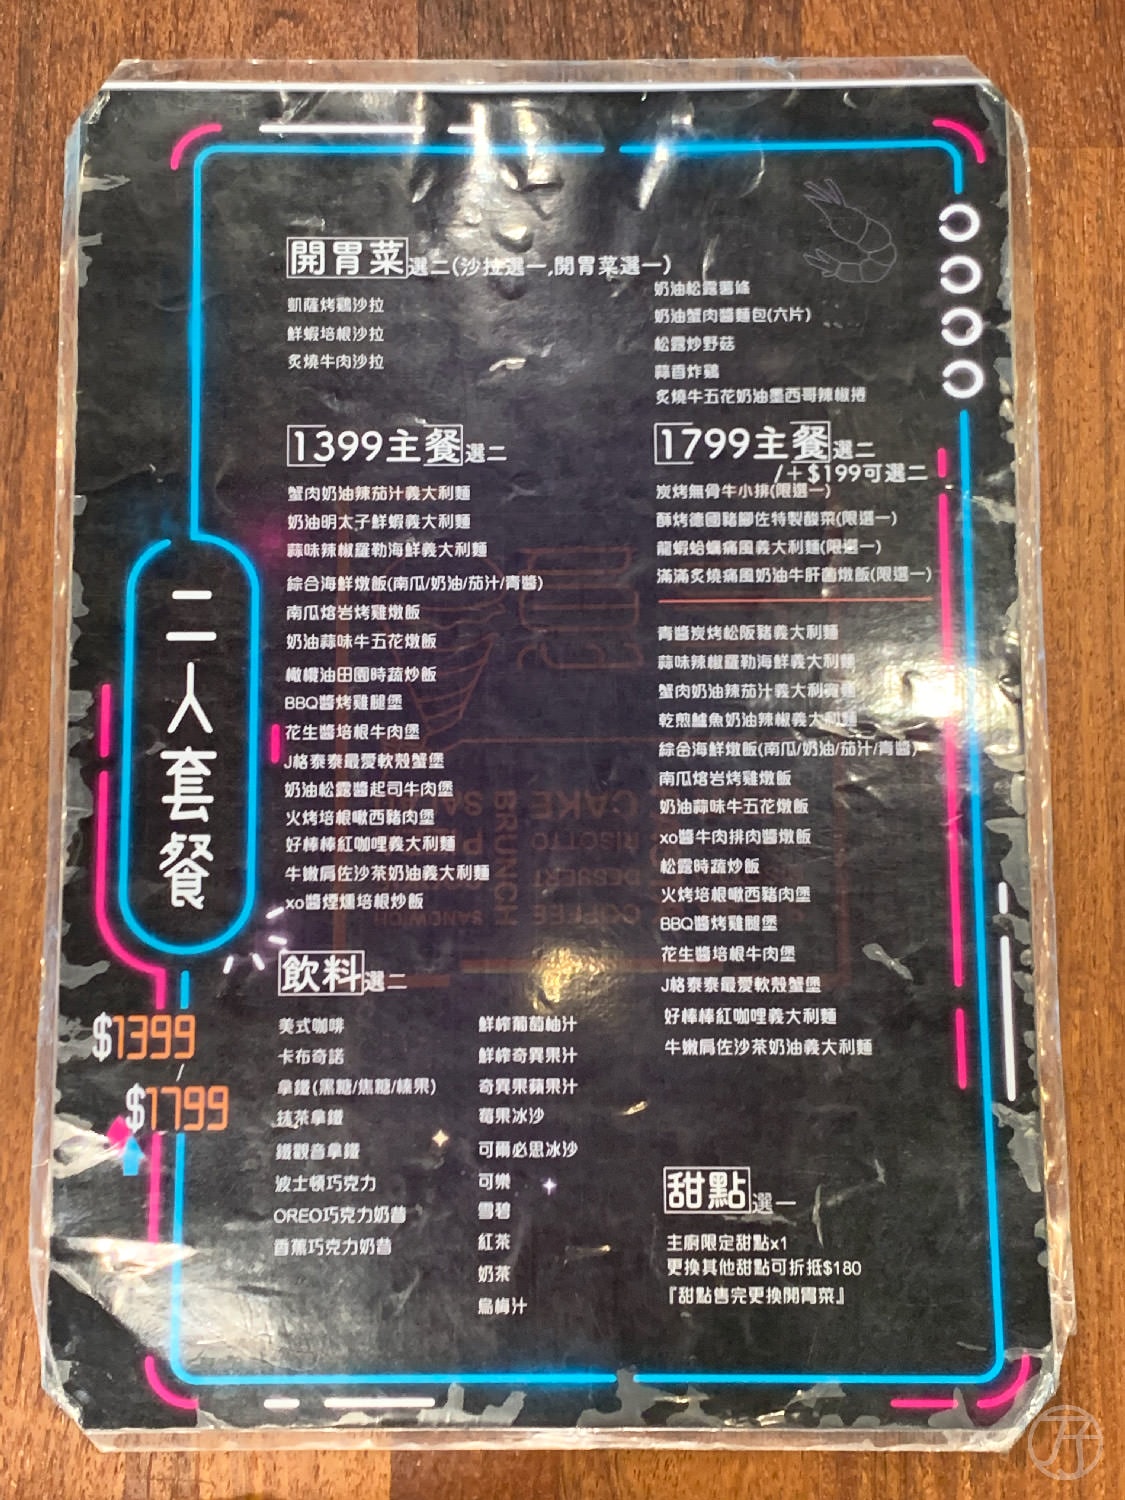 開胃菜選二(沙拉選一,開胃菜選一)
凱薩烤鷄沙拉
鮮蝦培根沙拉
炙燒牛肉沙拉
奶油松露薯條
奶油蟹肉醬麵包(六片)
松露炒野菇
蒜香炸鷄
炙燒牛五花奶油墨西哥辣椒捲
1399主餐選二
蟹肉奶油辣茄汁義大利麵
奶油明太子鮮蝦義大利麵
蒜味辣椒羅勒海鮮義大利麵
綜合海鮮燉飯(南瓜/奶油/茄汁/青醬)
南瓜熔岩烤雞燉飯
奶油蒜味牛五花燉飯
橄欖油田園時蔬炒飯
BBQ醬烤雞腿堡
花生醬培根牛肉堡
J格泰泰最愛軟殼蟹堡
奶油松露醬起司牛肉堡
火烤培根啾西豬肉堡
好棒棒紅咖哩義大利麵
牛嫩肩佐沙茶奶油義大利麵
xo醬煙燻培根炒飯
1799主餐選二
/+$199可選二
炭烤無骨牛小排(限選一)
酥烤德國豬腳佐特製酸菜(限選一)
龍蝦蛤蠣痛風義大利麵(限選一)
滿滿炙燒痛風奶油牛肝菌燉飯(限選一)
青醬炭烤松阪豬義大利麵
蒜味辣椒羅勒海鮮義大利麵
蟹肉奶油辣茄汁義大利寬麵
乾煎鱸魚奶油辣椒義大利麵
綜合海鮮燉飯(南瓜/奶油/茄汁/青醬)
南瓜熔岩烤雞燉飯
奶油蒜味牛五花燉飯
xo醬牛肉排肉醬燉飯
松露時蔬炒飯
火烤培根啾西豬肉堡
BBQ醬烤雞腿堡
花生醬培根牛肉堡
J格泰泰最愛軟殼蟹堡
好棒棒紅咖哩義大利麵
牛嫩肩佐沙茶奶油義大利麵
二人套餐
$1399
/
$1799
飲料選二
美式咖啡
卡布奇諾
拿鐵(黑糖/焦糖/榛果)
抹茶拿鐵
鐵觀音拿鐵
波士頓巧克力
OREO巧克力奶昔
香蕉巧克力奶昔
鮮榨葡萄柚汁
鮮榨奇異果汁
奇異果蘋果汁
莓果冰沙
可爾必思冰沙
可樂
雪碧
紅茶
奶茶
烏梅汁
甜點選一
主廚限定甜點x1
更換其他甜點可折抵$180
『甜點售完更換開胃菜』